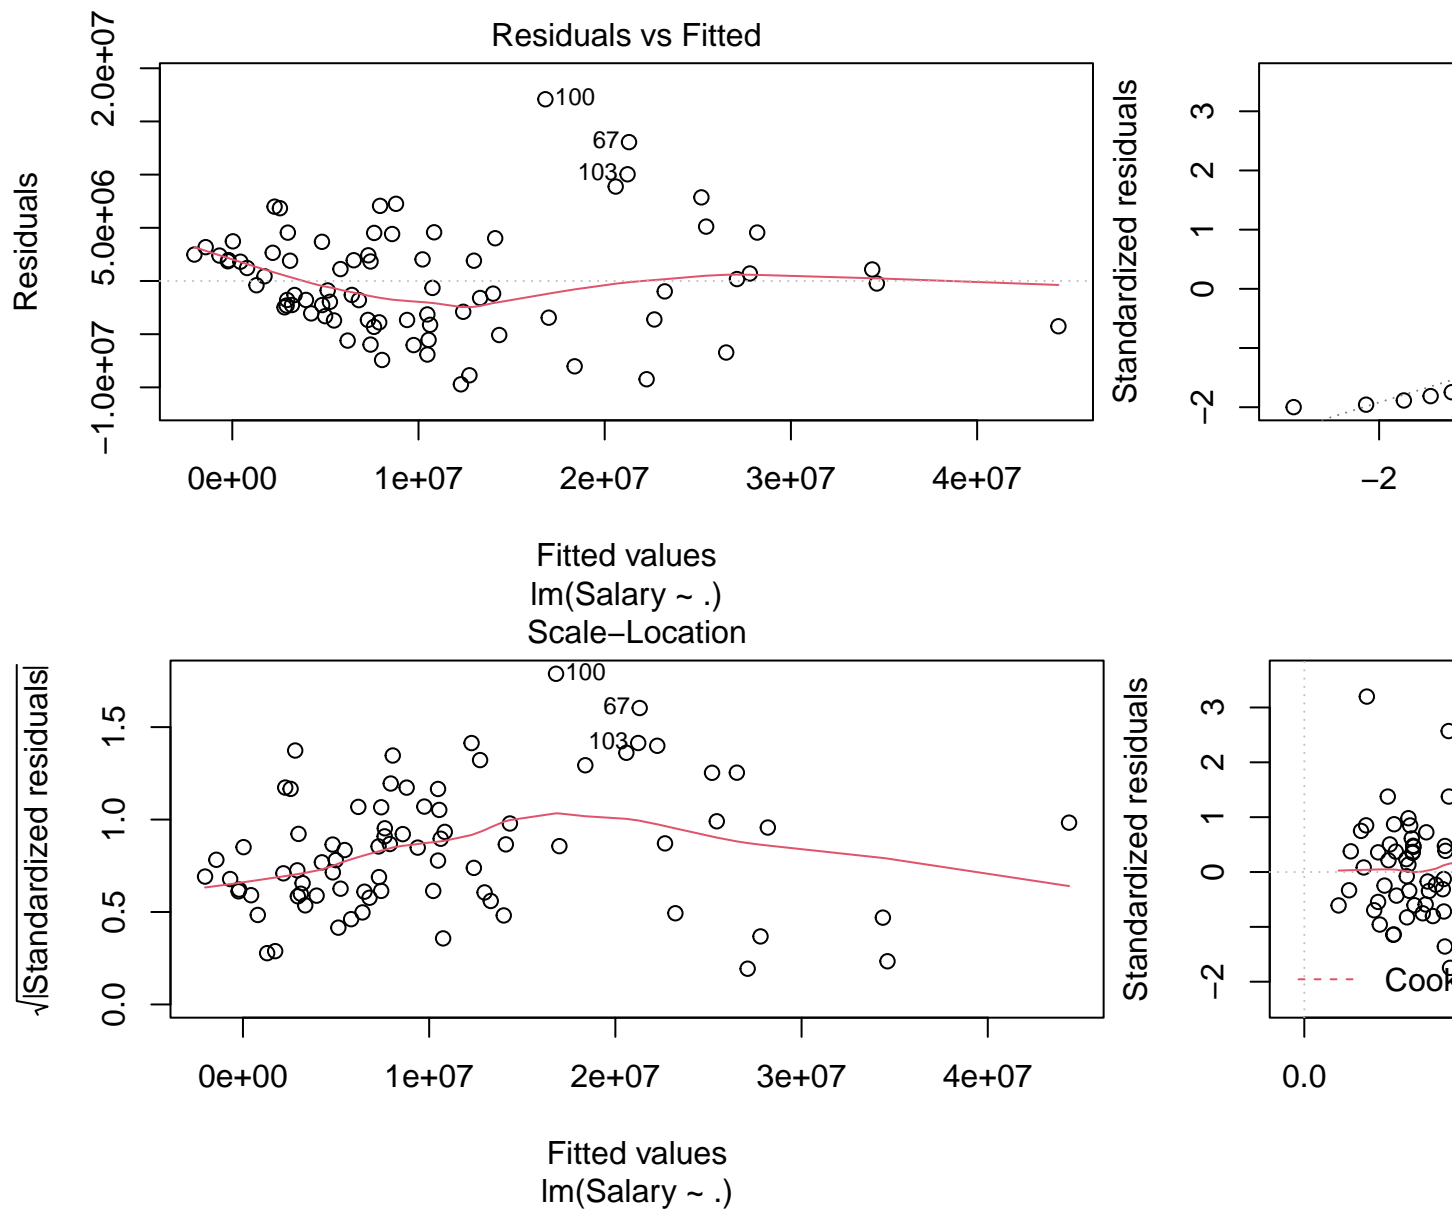 Residuals vs Fitted
Residuals
2.0e+07
5.0e+06
−1.0e+07
100
67
103
0e+00 1e+07 2e+07 3e+07 4e+07
Fitted values
lm(Salary ~ .)
Standardized residuals
3
2
1
0
−2
−2
Scale−Location
√|Standardized residuals|
1.5
1.0
0.5
0.0
100
67
103
0e+00 1e+07 2e+07 3e+07 4e+07
Fitted values
lm(Salary ~ .)
Standardized residuals
3
2
1
0
−2
Cook
0.0